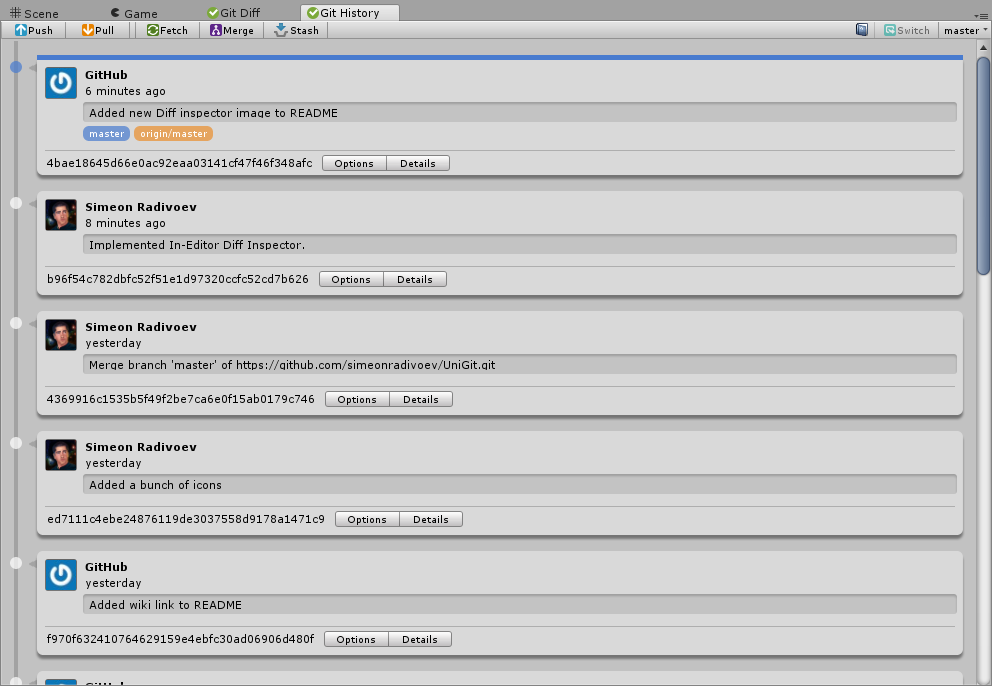 Scene Game Git Diff Git History
Push Pull Fetch Merge Stash Switch master
GitHub
6 minutes ago
Added new Diff inspector image to README
master origin/master
4bae18645d66e0ac92eaa03141cf47f46f348afc Options Details
Simeon Radivoev
8 minutes ago
Implemented In-Editor Diff Inspector.
b96f54c782dbfc52f51e1d97320ccfc52cd7b626 Options Details
Simeon Radivoev
yesterday
Merge branch 'master' of https://github.com/simeonradivoev/UniGit.git
4369916c1535b5f49f2be7ca6e0f15ab0179c746 Options Details
Simeon Radivoev
yesterday
Added a bunch of icons
ed7111c4ebe24876119de3037558d9178a1471c9 Options Details
GitHub
yesterday
Added wiki link to README
f970f632410764629159e4ebfc30ad06906d480f Options Details
GitHub